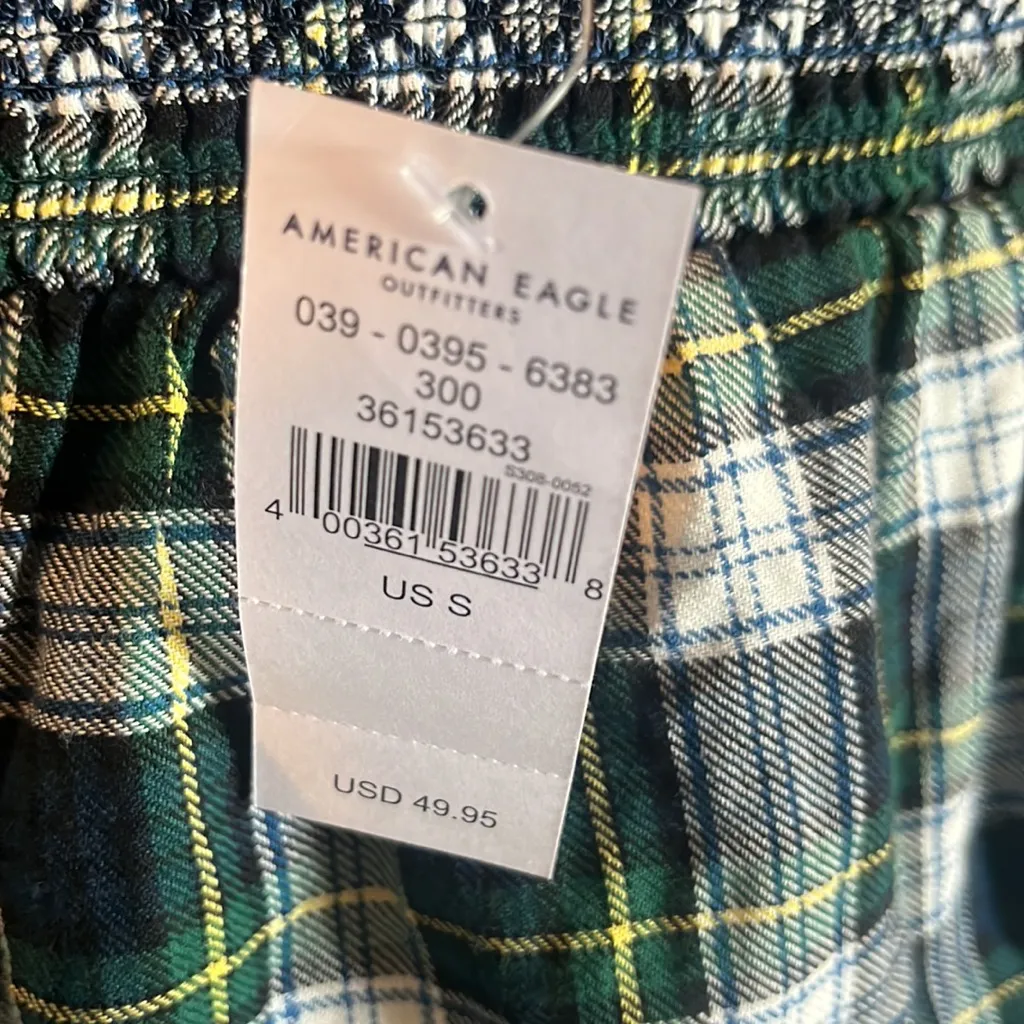 AMERICAN EAGLE
OUTFITTERS
039 - 0395 - 6383
300
36153633
S308-0052
4 00361 53633 8
US S
USD 49.95